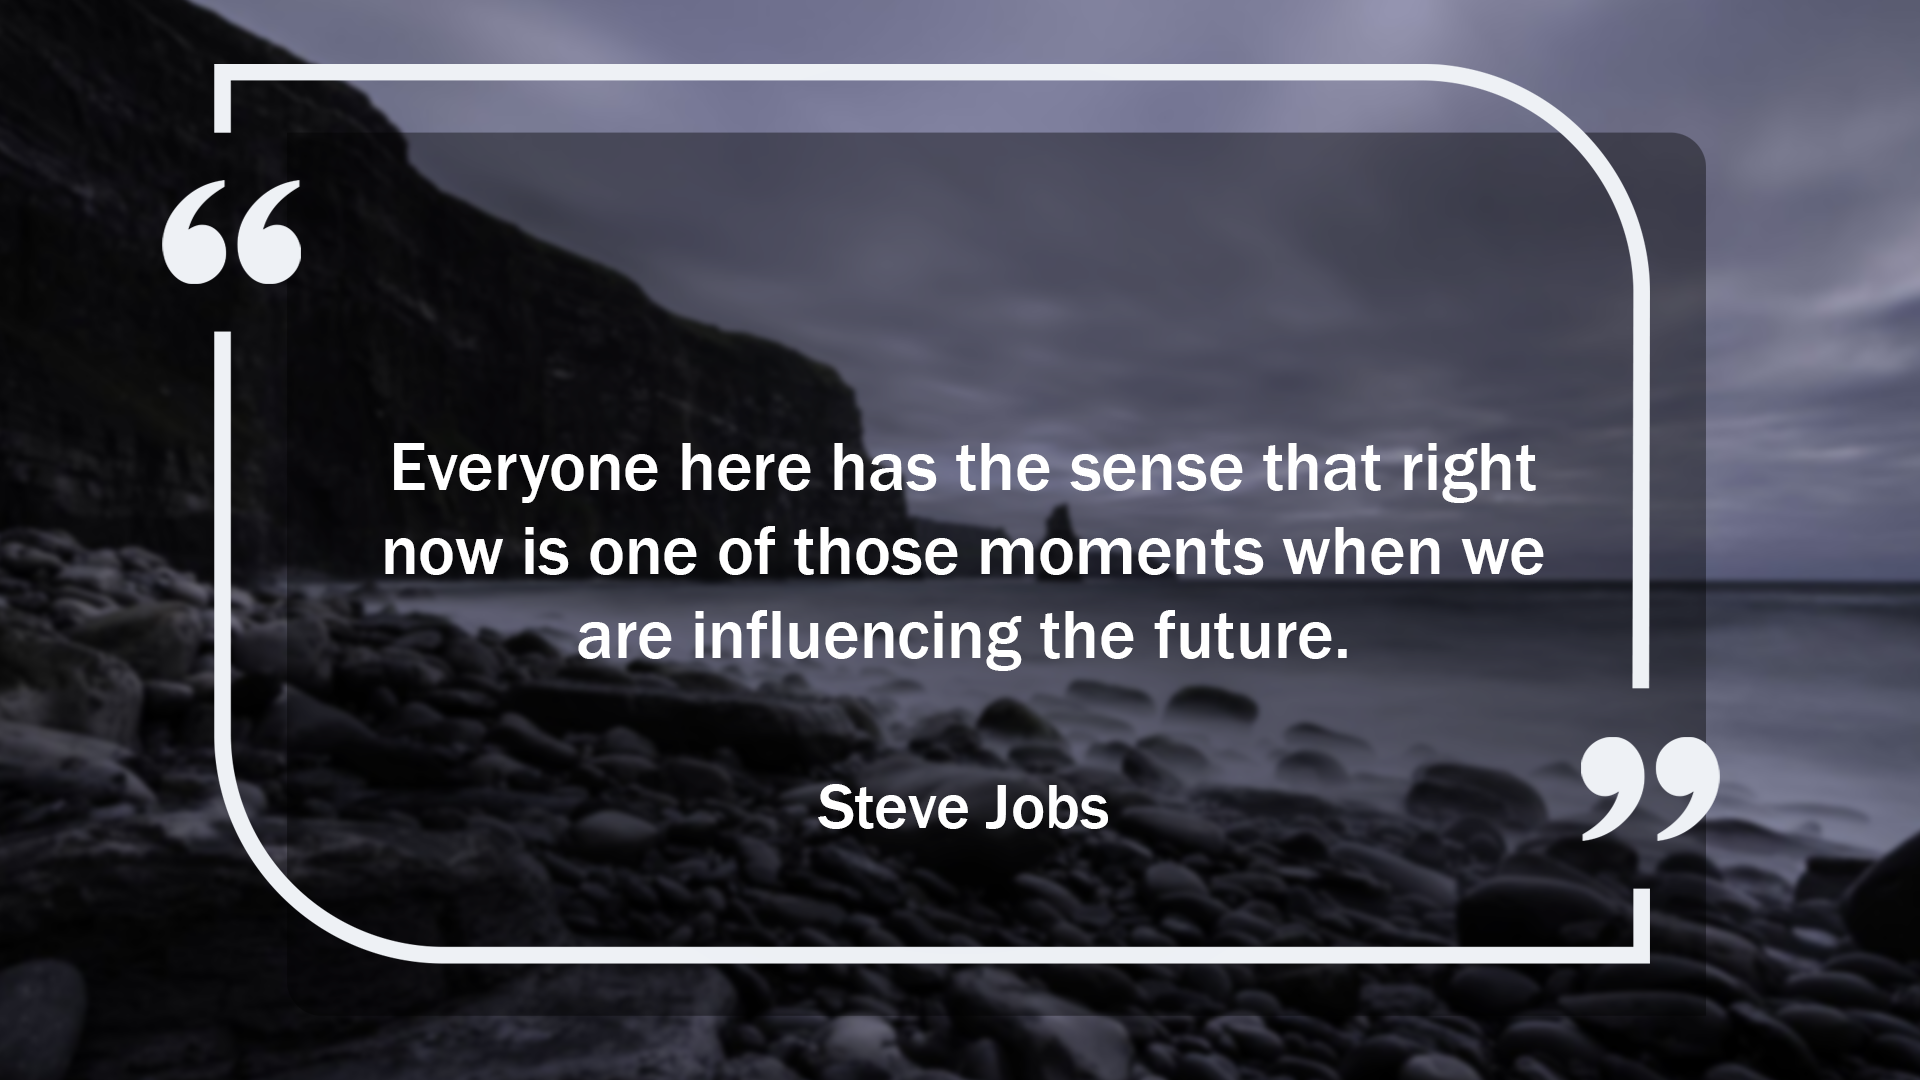 “
Everyone here has the sense that right
now is one of those moments when we
are influencing the future.
”
Steve Jobs